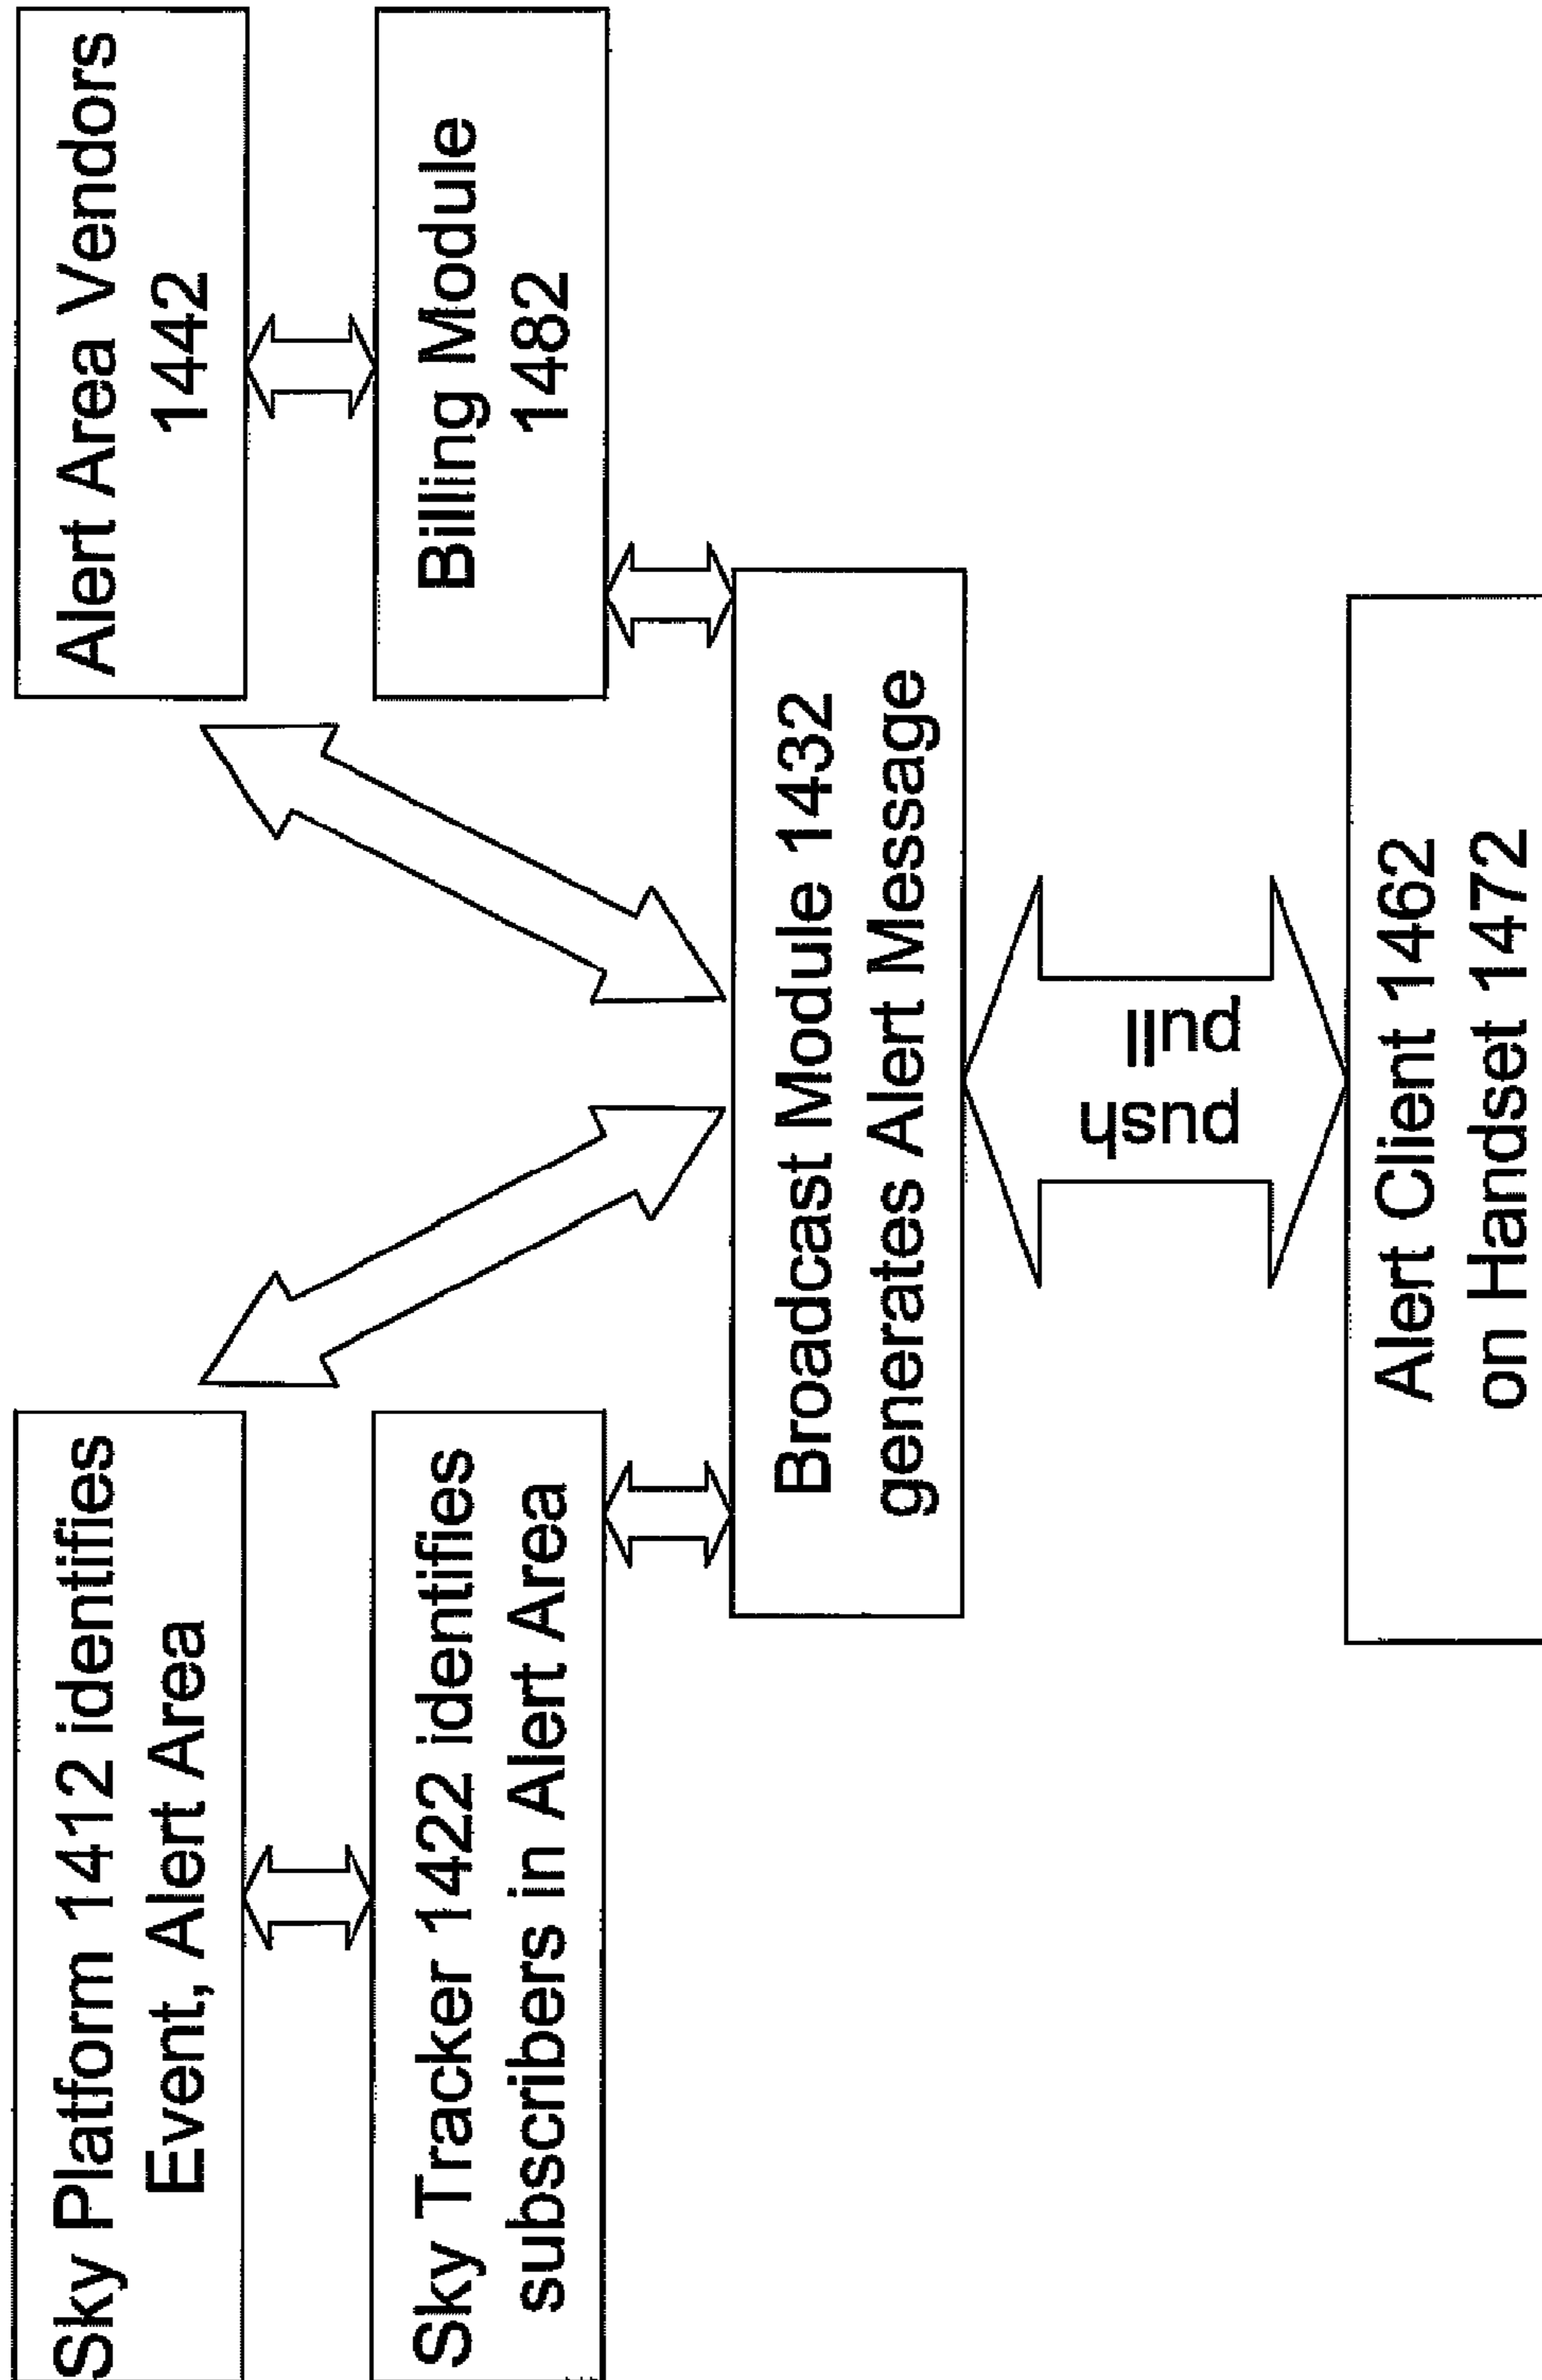 Sky Platform 1412 identifies
Event, Alert Area
Sky Tracker 1422 identifies
subscribers in Alert Area
Alert Area Vendors
1442
Billing Module
1482
Broadcast Module 1432
generates Alert Message
push pull
Alert Client 1462
on Handset 1472